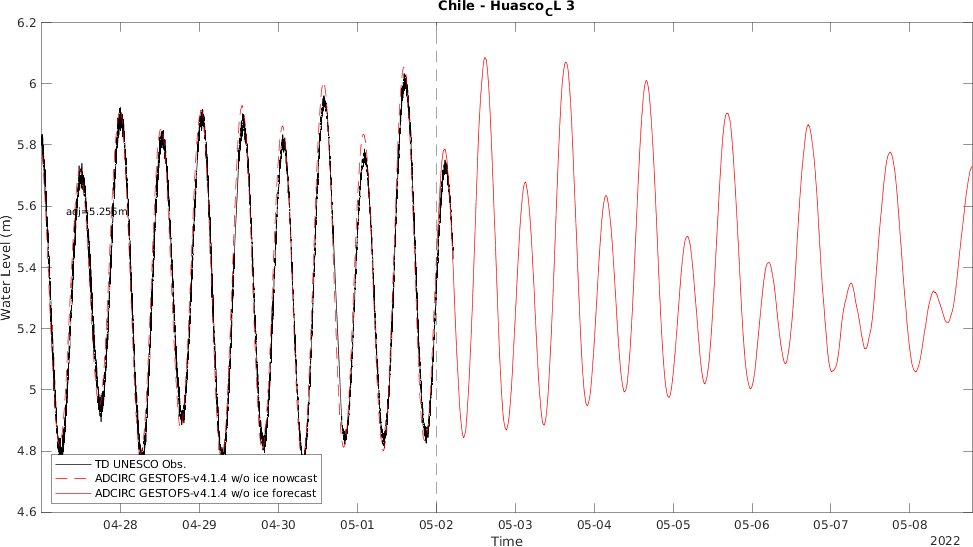 Chile - Huasco_CL 3
6.2
6
5.8
5.6
5.4
5.2
5
4.8
4.6
Water Level (m)
adj=5.255m
TD UNESCO Obs.
ADCIRC GESTOFS-v4.1.4 w/o ice nowcast
ADCIRC GESTOFS-v4.1.4 w/o ice forecast
04-28 04-29 04-30 05-01 05-02 05-03 05-04 05-05 05-06 05-07 05-08
Time
2022